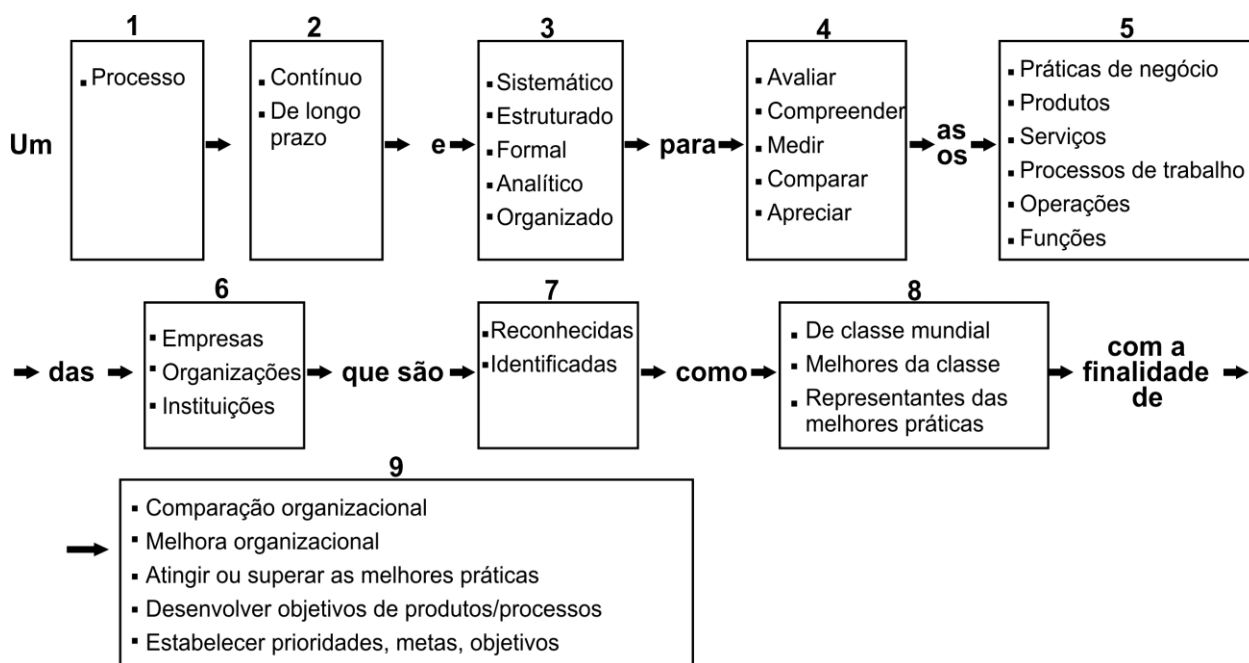 1
▪ Processo
Um
2
▪ Contínuo
▪ De longo
prazo
e
3
▪ Sistemático
▪ Estruturado
▪ Formal
▪ Analítico
▪ Organizado
para
4
▪ Avaliar
▪ Compreender
▪ Medir
▪ Comparar
▪ Apreciar
as
os
5
▪ Práticas de negócio
▪ Produtos
▪ Serviços
▪ Processos de trabalho
▪ Operações
▪ Funções
das
6
▪ Empresas
▪ Organizações
▪ Instituições
que são
7
▪ Reconhecidas
▪ Identificadas
como
8
▪ De classe mundial
▪ Melhores da classe
▪ Representantes das
melhores práticas
com a
finalidade
de
9
▪ Comparação organizacional
▪ Melhora organizacional
▪ Atingir ou superar as melhores práticas
▪ Desenvolver objetivos de produtos/processos
▪ Estabelecer prioridades, metas, objetivos